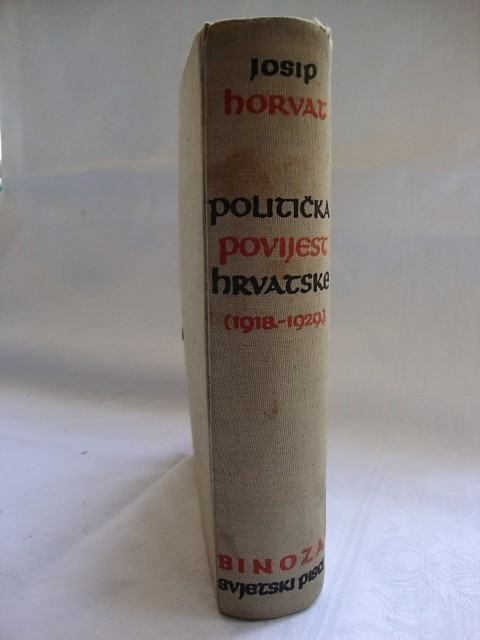 JOSIP
HORVAT
POLITIČKA
POVIJEST
HRVATSKE
(1918.-1929.)
BINOZA
SVJETSKI PISCI